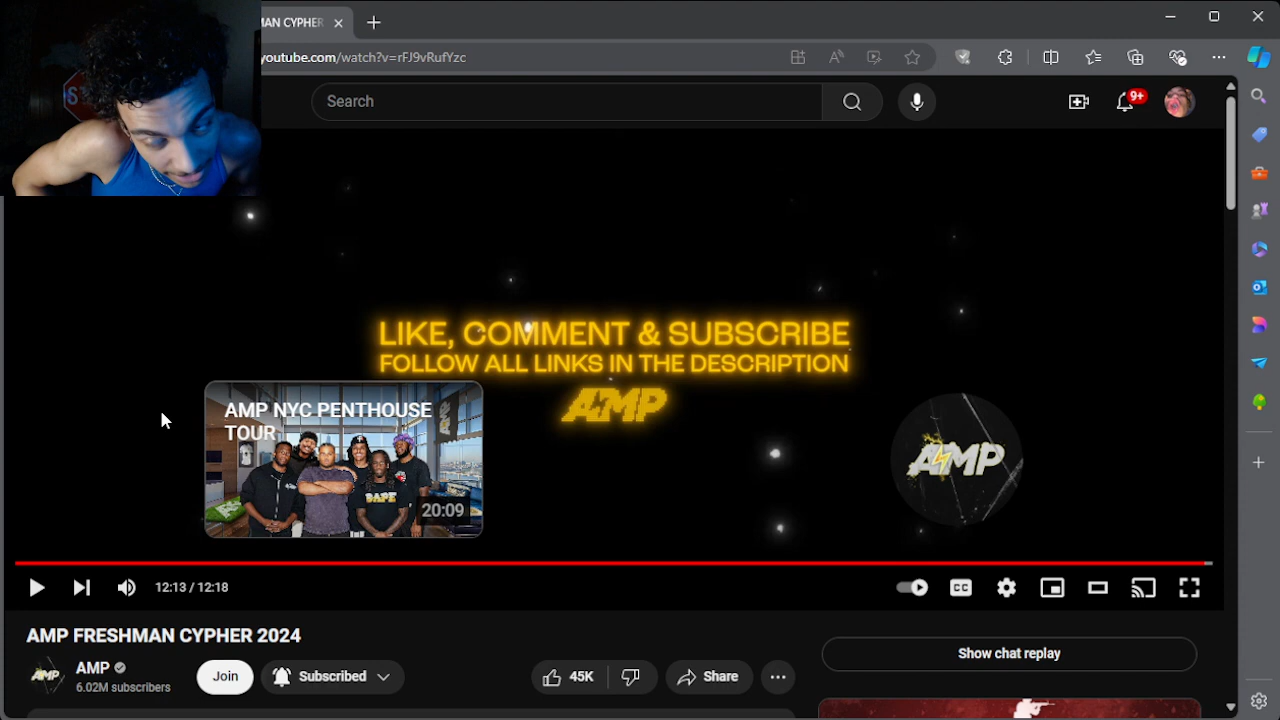 MAN CYPHER
youtube.com/watch?v=rFJ9vRufYzc
Search
9+
LIKE, COMMENT & SUBSCRIBE
FOLLOW ALL LINKS IN THE DESCRIPTION
AMP
AMP NYC PENTHOUSE
TOUR
20:09
AMP
12:13 / 12:18
CC
AMP FRESHMAN CYPHER 2024
AMP
6.02M subscribers
Join
Subscribed
45K
Share
Show chat replay